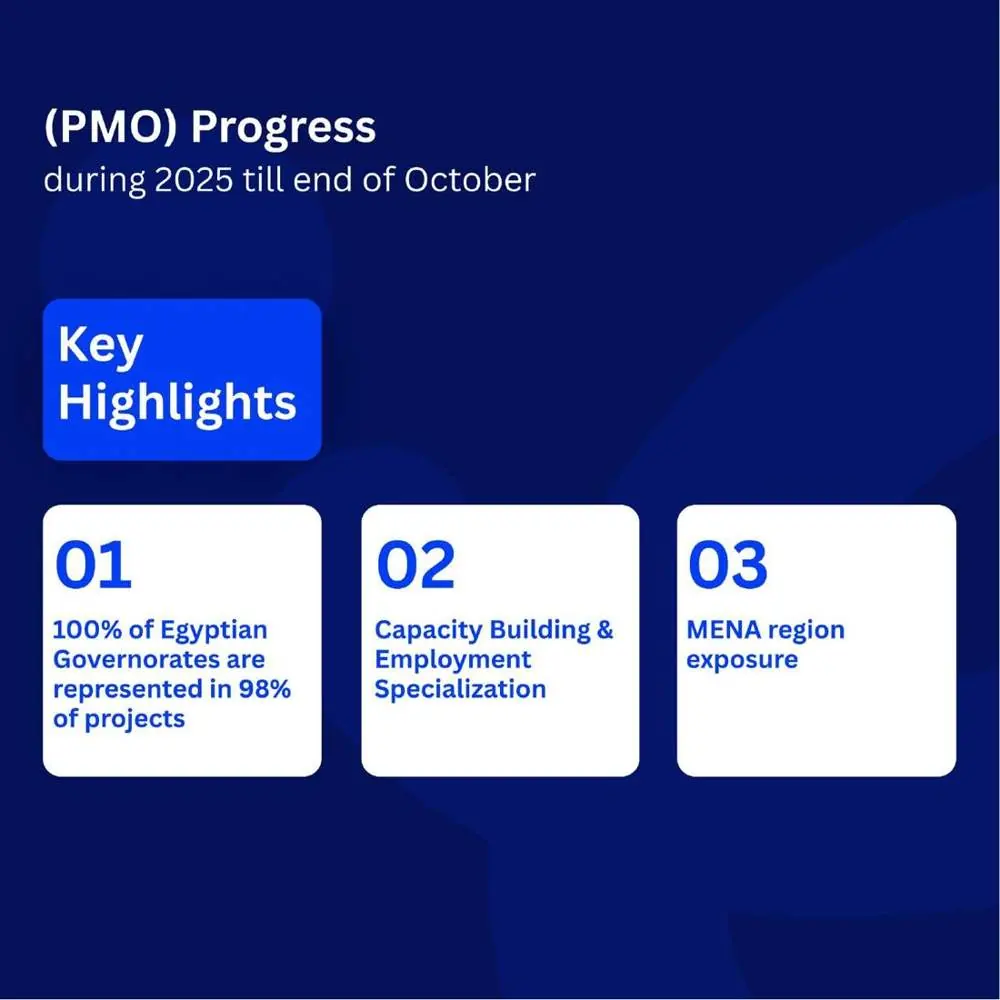 (PMO) Progress
during 2025 till end of October
Key
Highlights
01
100% of Egyptian
Governorates are
represented in 98%
of projects
02
Capacity Building &
Employment
Specialization
03
MENA region
exposure